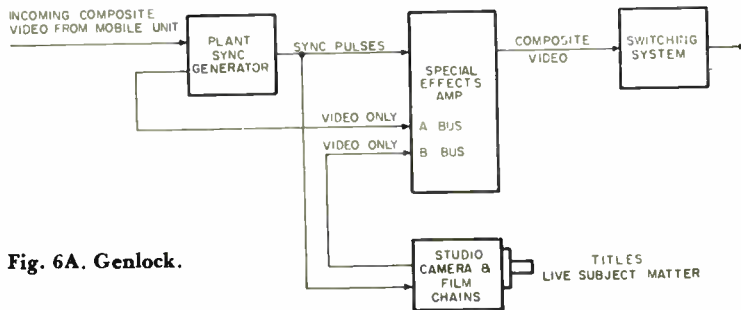 INCOMING COMPOSITE
VIDEO FROM MOBILE UNIT
PLANT
SYNC
GENERATOR
SYNC PULSES
SPECIAL
EFFECTS
AMP
A BUS
B BUS
VIDEO ONLY
VIDEO ONLY
COMPOSITE
VIDEO
SWITCHING
SYSTEM
STUDIO
CAMERA &
FILM
CHAINS
TITLES
LIVE SUBJECT MATTER
Fig. 6A. Genlock.